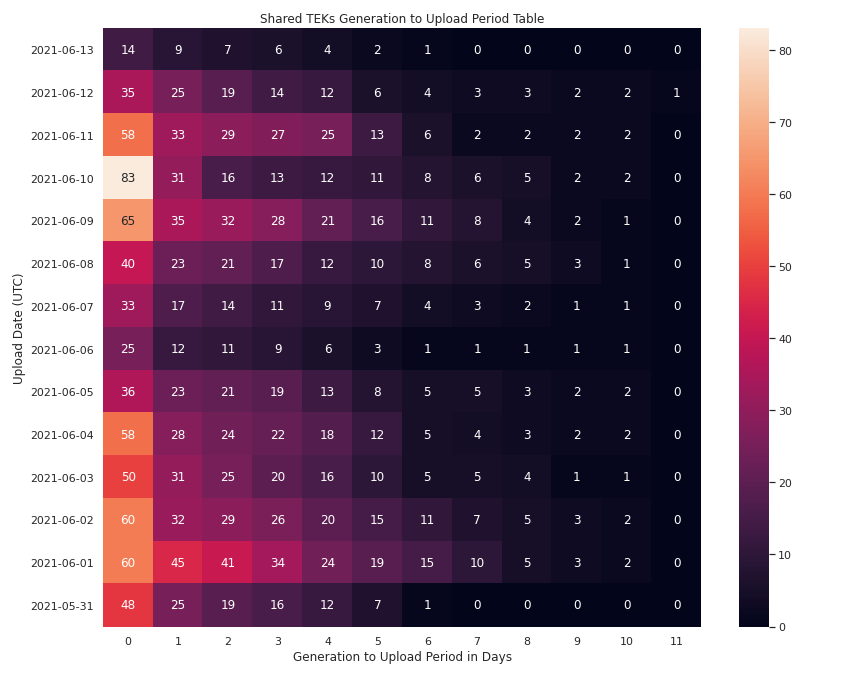 Shared TEKs Generation to Upload Period Table
Upload Date (UTC)
2021-06-13 14 9 7 6 4 2 1 0 0 0 0 0
2021-06-12 35 25 19 14 12 6 4 3 3 2 2 1
2021-06-11 58 33 29 27 25 13 6 2 2 2 2 0
2021-06-10 83 31 16 13 12 11 8 6 5 2 2 0
2021-06-09 65 35 32 28 21 16 11 8 4 2 1 0
2021-06-08 40 23 21 17 12 10 8 6 5 3 1 0
2021-06-07 33 17 14 11 9 7 4 3 2 1 1 0
2021-06-06 25 12 11 9 6 3 1 1 1 1 1 0
2021-06-05 36 23 21 19 13 8 5 5 3 2 2 0
2021-06-04 58 28 24 22 18 12 5 4 3 2 2 0
2021-06-03 50 31 25 20 16 10 5 5 4 1 1 0
2021-06-02 60 32 29 26 20 15 11 7 5 3 2 0
2021-06-01 60 45 41 34 24 19 15 10 5 3 2 0
2021-05-31 48 25 19 16 12 7 1 0 0 0 0 0
0 1 2 3 4 5 6 7 8 9 10 11
Generation to Upload Period in Days
80
70
60
50
40
30
20
10
0